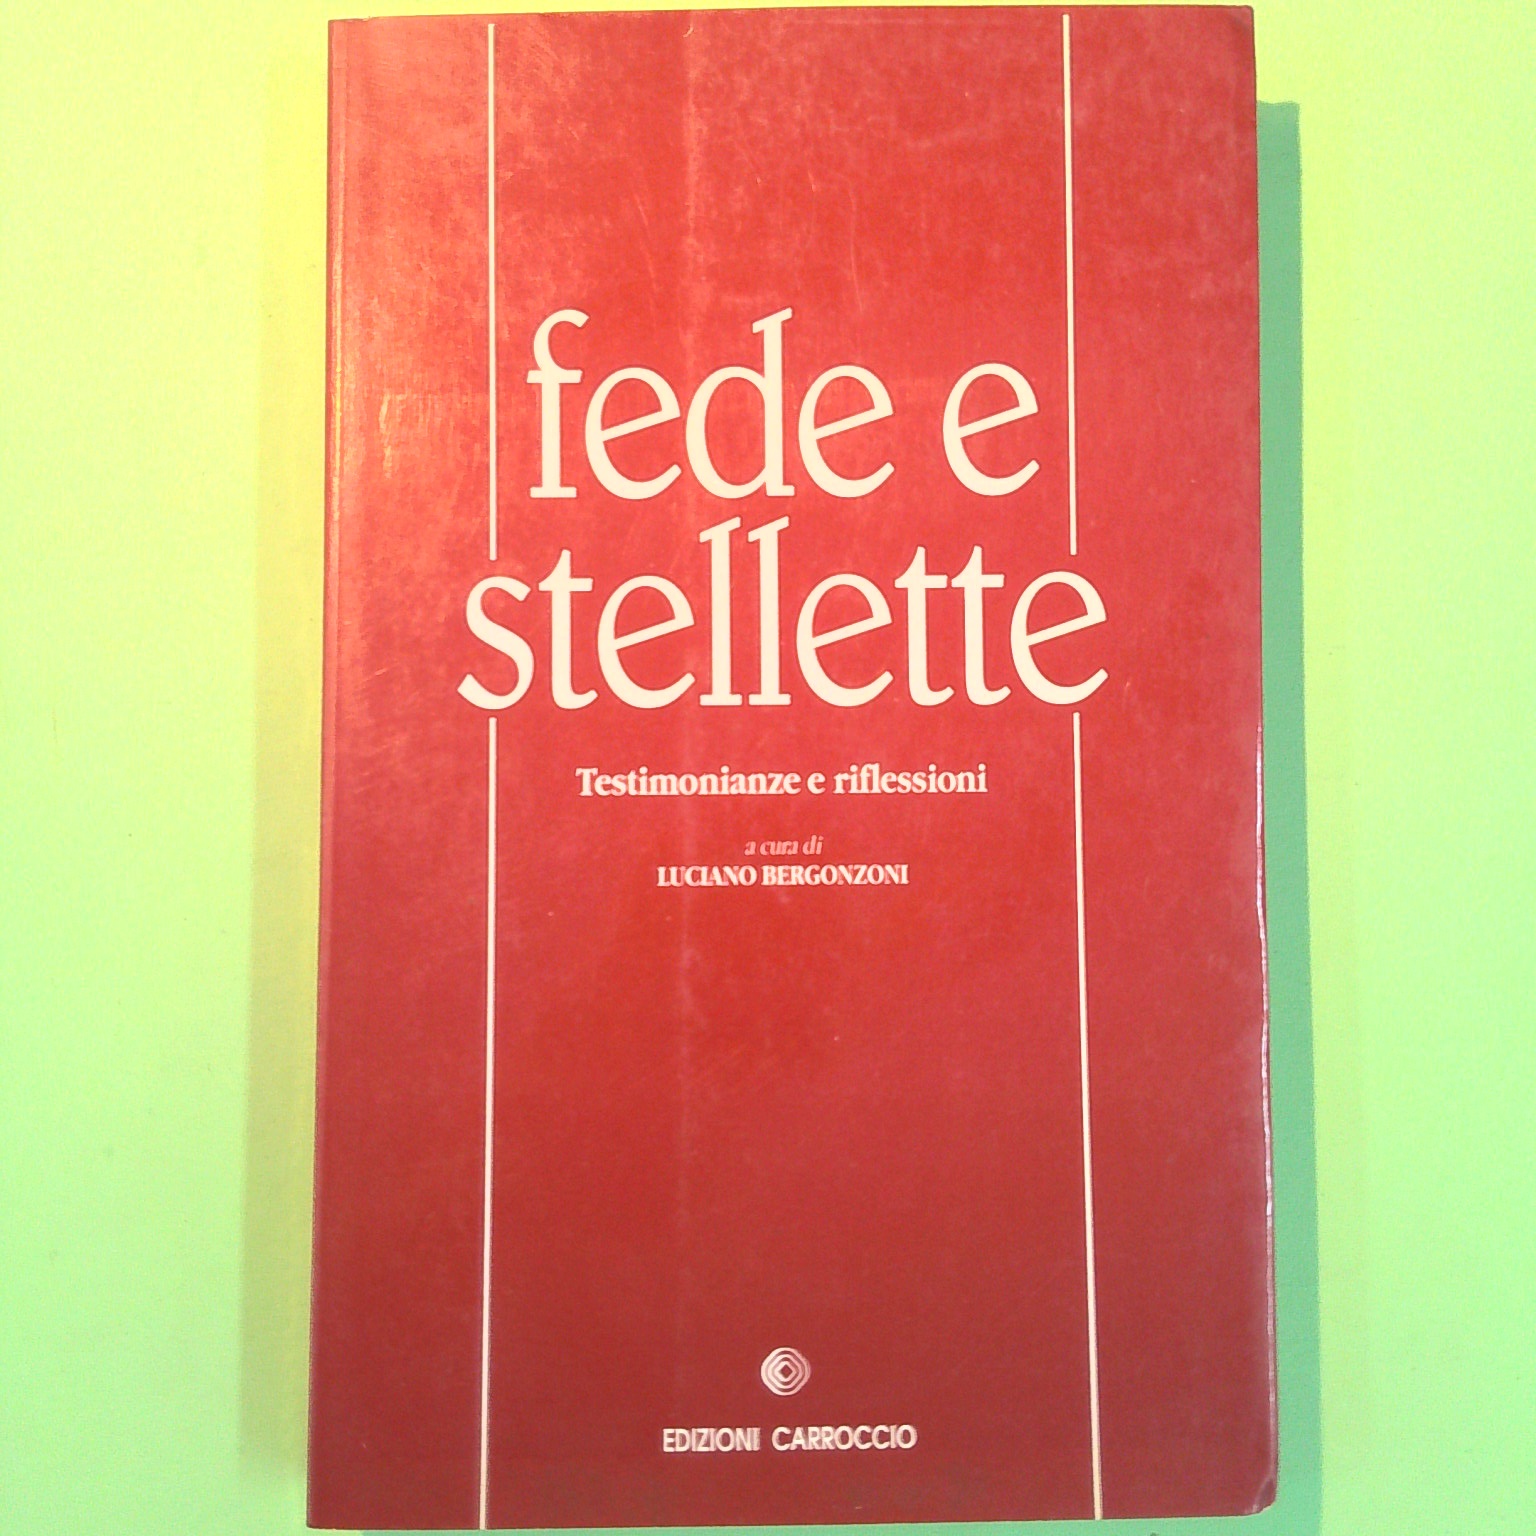 fede e
stellette
Testimonianze e riflessioni
a cura di
LUCIANO BERGONZONI
EDIZIONI CARROCCIO